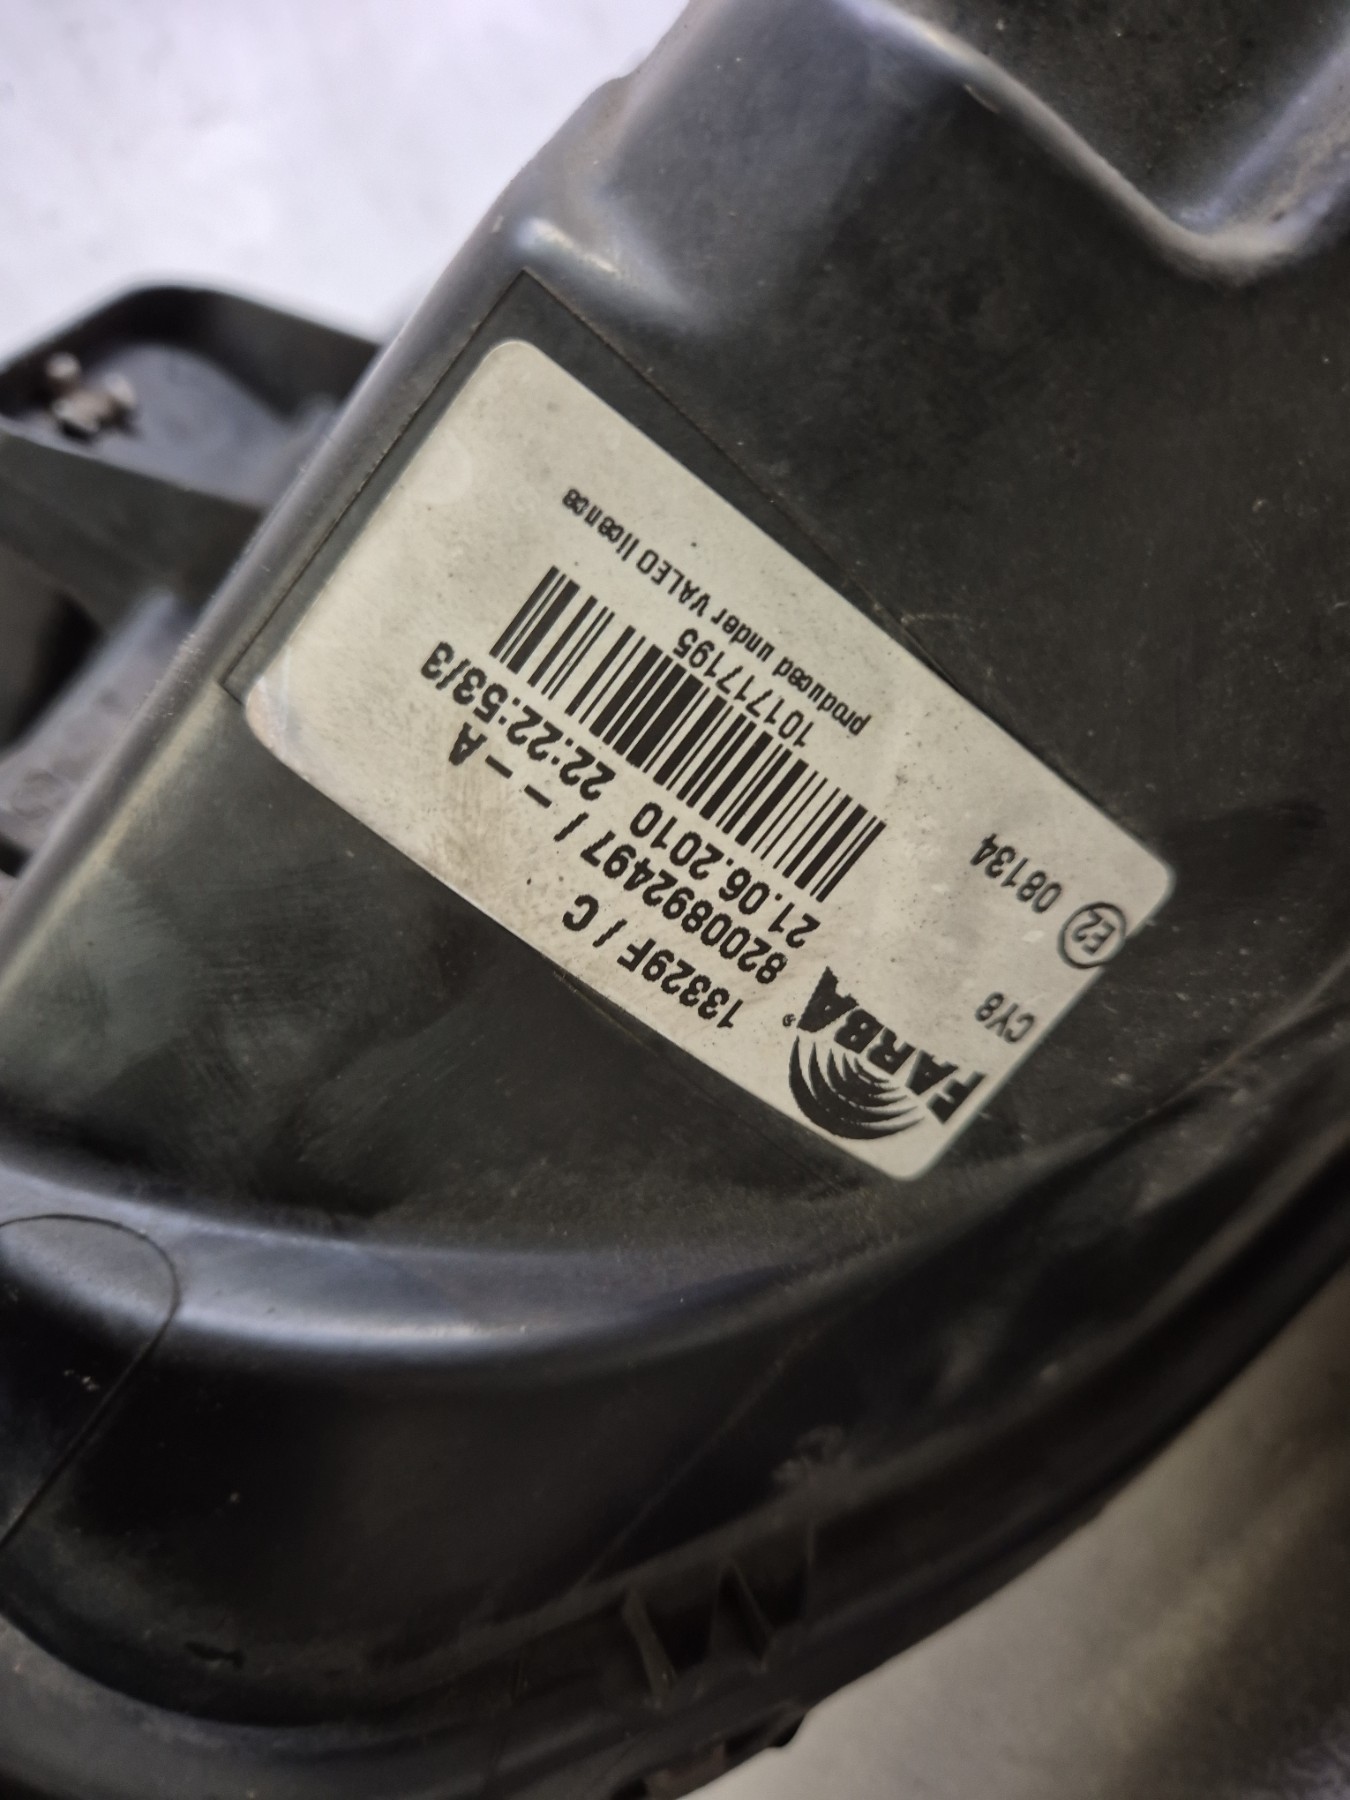 FARBA®
13329F / C
8200892497 / - - A
21.06.2010 22:22:53/3
101717195
produced under VALEO licence
CY8 E2 08134